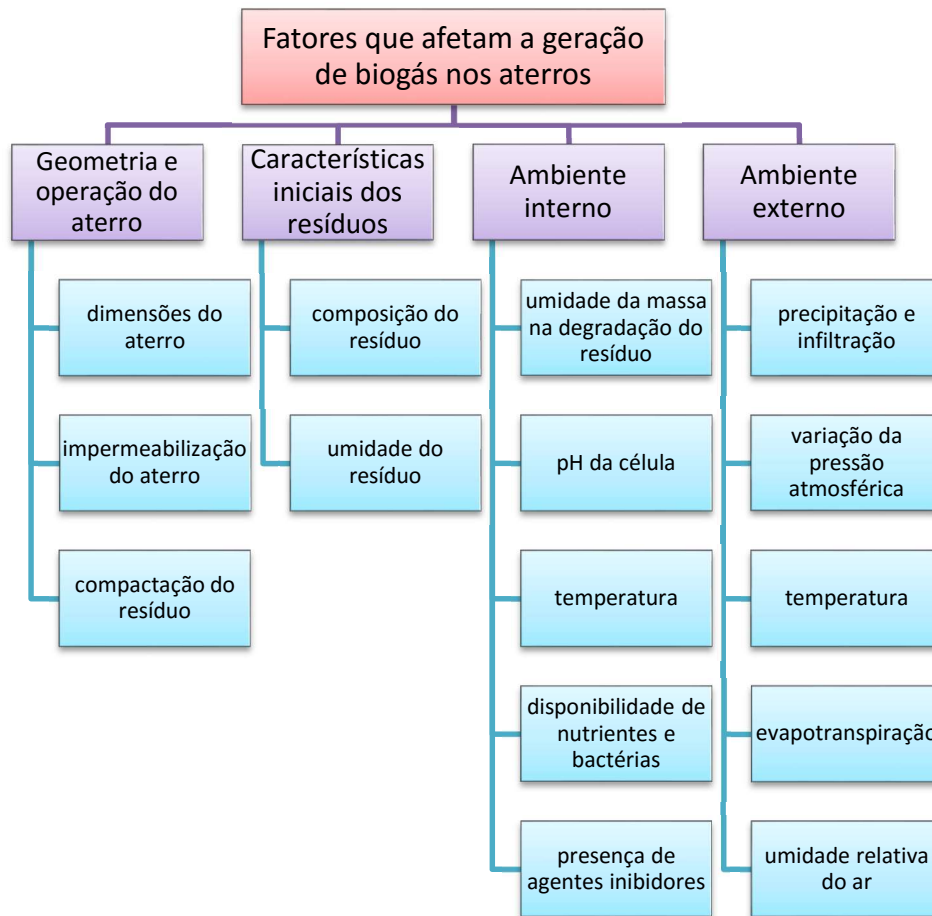 Fatores que afetam a geração
de biogás nos aterros
Geometria e
operação do
aterro
dimensões do
aterro
impermeabilização
do aterro
compactação do
resíduo
Características
iniciais dos
resíduos
composição do
resíduo
umidade do
resíduo
Ambiente
interno
umidade da massa
na degradação do
resíduo
pH da célula
temperatura
disponibilidade de
nutrientes e
bactérias
presença de
agentes inibidores
Ambiente
externo
precipitação e
infiltração
variação da
pressão
atmosférica
temperatura
evapotranspiração
umidade relativa
do ar